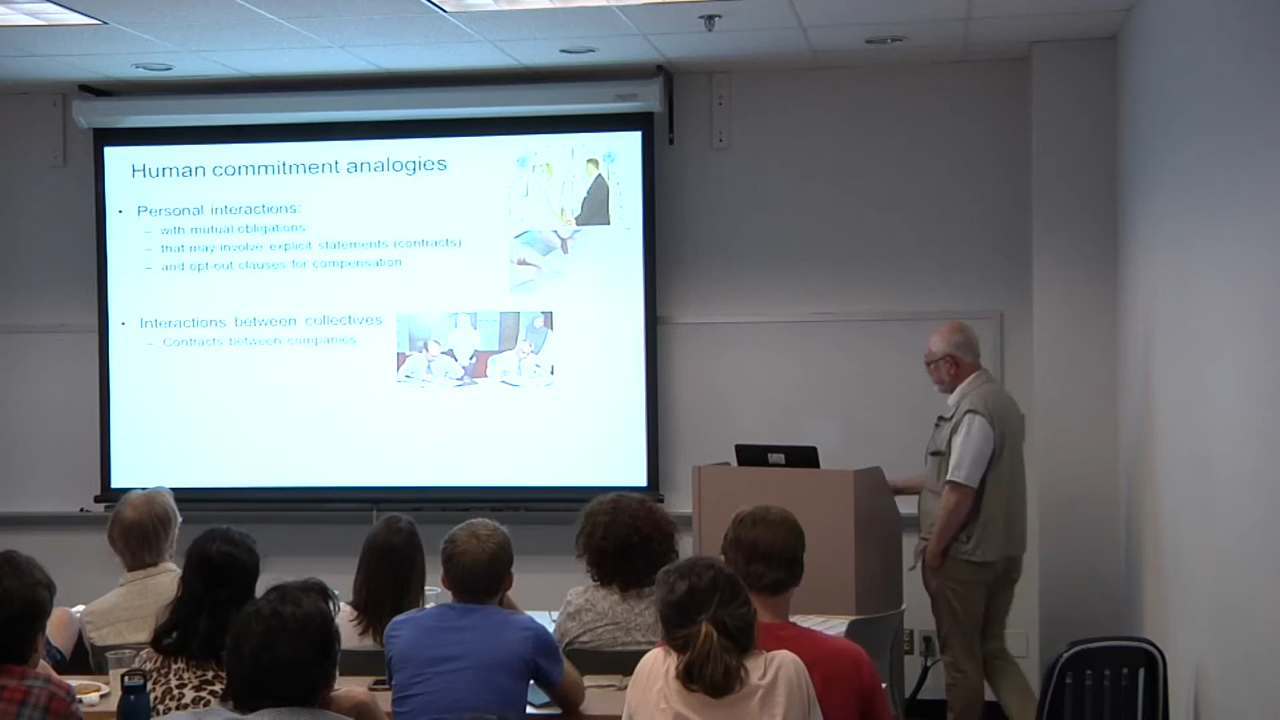 Human commitment analogies
• Personal interactions:
– with mutual obligations
– that may involve explicit statements (contracts)
– and opt-out clauses for compensation
• Interactions between collectives
– Contracts between companies